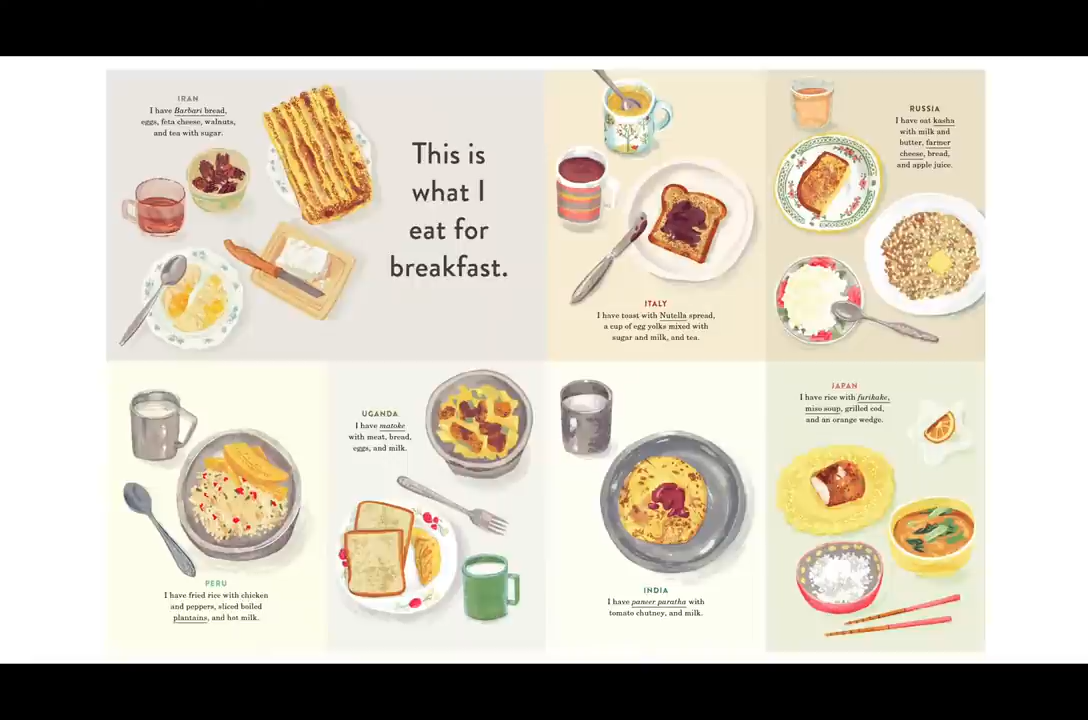 IRAN
I have Barbari bread,
eggs, feta cheese, walnuts,
and tea with sugar.
This is
what I
eat for
breakfast.
ITALY
I have toast with Nutella spread,
a cup of egg yolks mixed with
sugar and milk, and tea.
RUSSIA
I have oat kasha
with milk and
butter, farmer
cheese, bread,
and apple juice.
PERU
I have fried rice with chicken
and peppers, sliced boiled
plantains, and hot milk.
UGANDA
I have matoke
with meat, bread,
eggs, and milk.
INDIA
I have paneer paratha with
tomato chutney, and milk.
JAPAN
I have rice with furikake,
miso soup, grilled cod,
and an orange wedge.